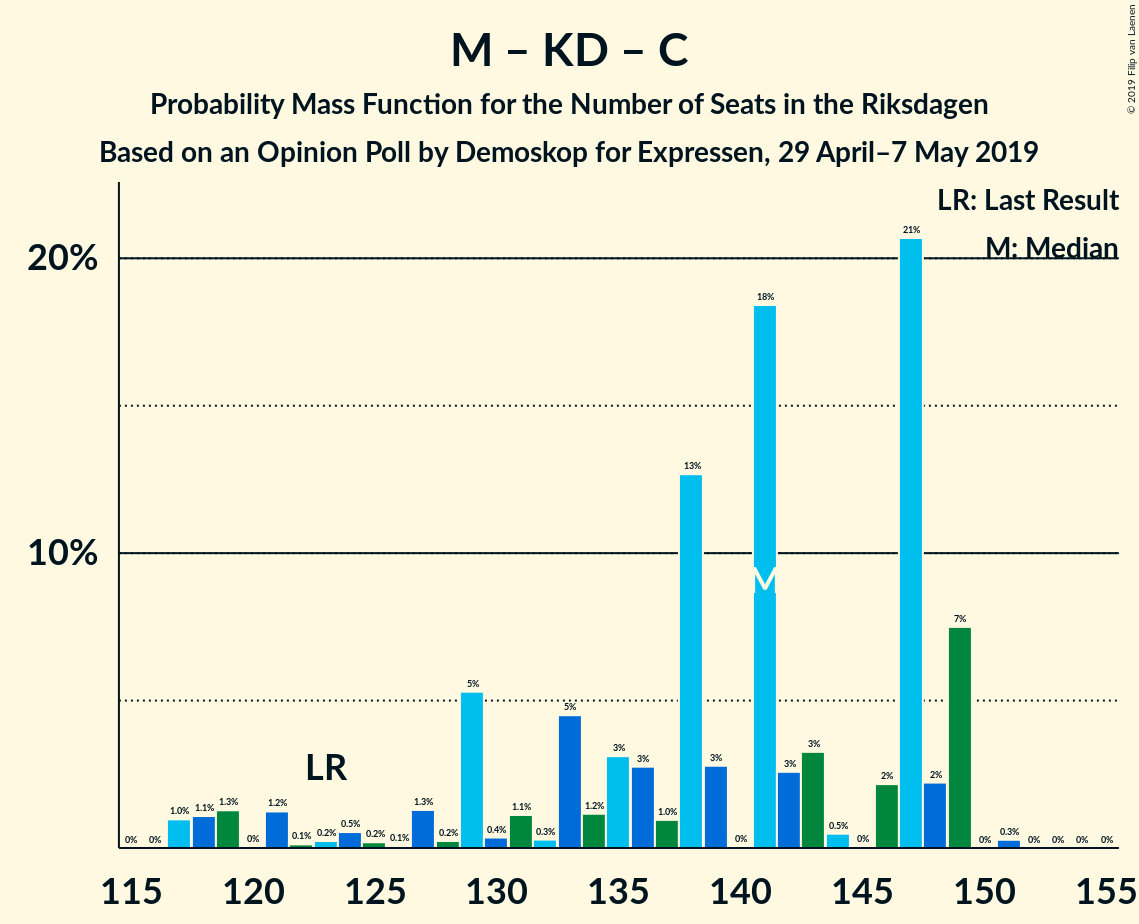 M – KD – C
Probability Mass Function for the Number of Seats in the Riksdagen
Based on an Opinion Poll by Demoskop for Expressen, 29 April–7 May 2019
© 2019 Filip van Laenen
LR: Last Result
M: Median
20%
10%
0% 0% 1.0% 1.1% 1.3% 0% 1.2% 0.1% 0.2% 0.5% 0.2% 0.1% 1.3% 0.2% 5% 0.4% 1.1% 0.3% 5% 1.2% 3% 3% 1.0% 13% 3% 0% 18% 3% 3% 0.5% 0% 2% 21% 2% 7% 0% 0.3% 0% 0% 0% 0%
LR
M
115 120 125 130 135 140 145 150 155